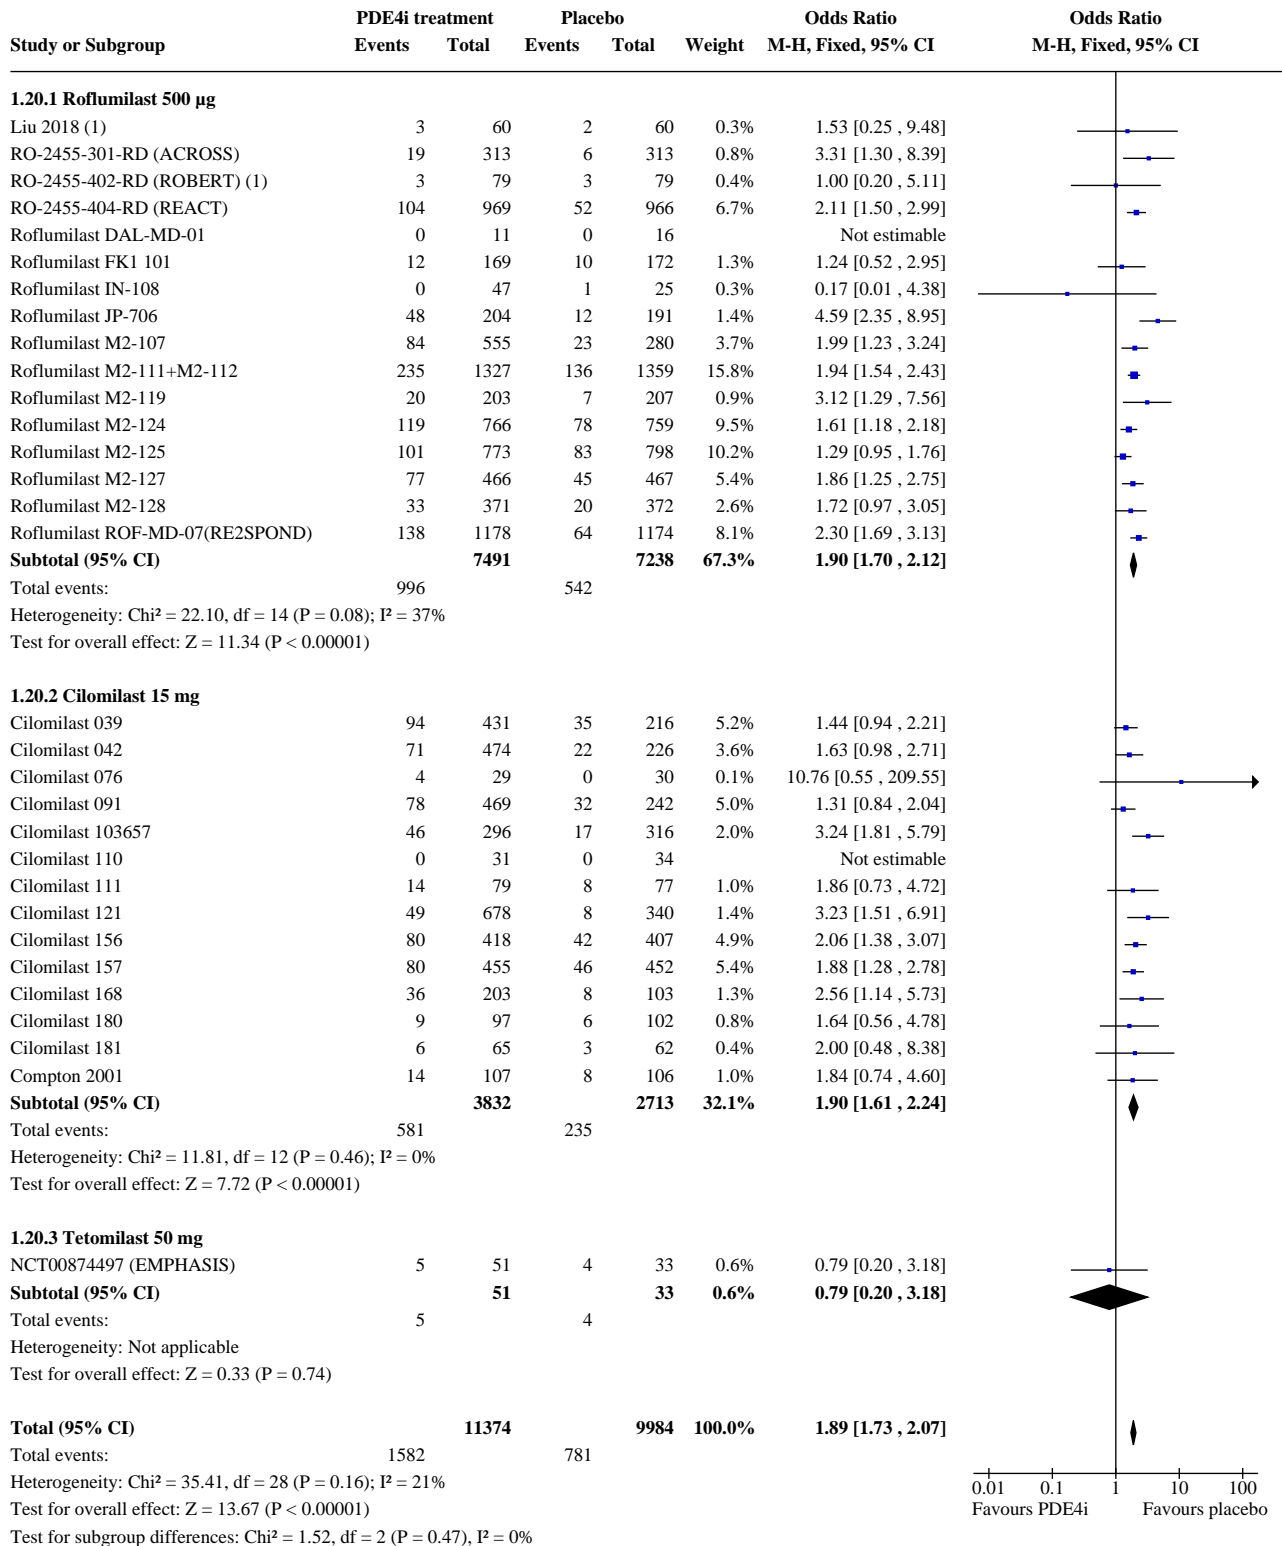 PDE4i treatment Placebo Odds Ratio Odds Ratio
Study or Subgroup Events Total Events Total Weight M-H, Fixed, 95% CI M-H, Fixed, 95% CI
1.20.1 Roflumilast 500 µg
Liu 2018 (1) 3 60 2 60 0.3% 1.53 [0.25 , 9.48]
RO-2455-301-RD (ACROSS) 19 313 6 313 0.8% 3.31 [1.30 , 8.39]
RO-2455-402-RD (ROBERT) (1) 3 79 3 79 0.4% 1.00 [0.20 , 5.11]
RO-2455-404-RD (REACT) 104 969 52 966 6.7% 2.11 [1.50 , 2.99]
Roflumilast DAL-MD-01 0 11 0 16 Not estimable
Roflumilast FK1 101 12 169 10 172 1.3% 1.24 [0.52 , 2.95]
Roflumilast IN-108 0 47 1 25 0.3% 0.17 [0.01 , 4.38]
Roflumilast JP-706 48 204 12 191 1.4% 4.59 [2.35 , 8.95]
Roflumilast M2-107 84 555 23 280 3.7% 1.99 [1.23 , 3.24]
Roflumilast M2-111+M2-112 235 1327 136 1359 15.8% 1.94 [1.54 , 2.43]
Roflumilast M2-119 20 203 7 207 0.9% 3.12 [1.29 , 7.56]
Roflumilast M2-124 119 766 78 759 9.5% 1.61 [1.18 , 2.18]
Roflumilast M2-125 101 773 83 798 10.2% 1.29 [0.95 , 1.76]
Roflumilast M2-127 77 466 45 467 5.4% 1.86 [1.25 , 2.75]
Roflumilast M2-128 33 371 20 372 2.6% 1.72 [0.97 , 3.05]
Roflumilast ROF-MD-07(RE2SPOND) 138 1178 64 1174 8.1% 2.30 [1.69 , 3.13]
Subtotal (95% CI) 7491 7238 67.3% 1.90 [1.70 , 2.12]
Total events: 996 542
Heterogeneity: Chi² = 22.10, df = 14 (P = 0.08); I² = 37%
Test for overall effect: Z = 11.34 (P < 0.00001)
1.20.2 Cilomilast 15 mg
Cilomilast 039 94 431 35 216 5.2% 1.44 [0.94 , 2.21]
Cilomilast 042 71 474 22 226 3.6% 1.63 [0.98 , 2.71]
Cilomilast 076 4 29 0 30 0.1% 10.76 [0.55 , 209.55]
Cilomilast 091 78 469 32 242 5.0% 1.31 [0.84 , 2.04]
Cilomilast 103657 46 296 17 316 2.0% 3.24 [1.81 , 5.79]
Cilomilast 110 0 31 0 34 Not estimable
Cilomilast 111 14 79 8 77 1.0% 1.86 [0.73 , 4.72]
Cilomilast 121 49 678 8 340 1.4% 3.23 [1.51 , 6.91]
Cilomilast 156 80 418 42 407 4.9% 2.06 [1.38 , 3.07]
Cilomilast 157 80 455 46 452 5.4% 1.88 [1.28 , 2.78]
Cilomilast 168 36 203 8 103 1.3% 2.56 [1.14 , 5.73]
Cilomilast 180 9 97 6 102 0.8% 1.64 [0.56 , 4.78]
Cilomilast 181 6 65 3 62 0.4% 2.00 [0.48 , 8.38]
Compton 2001 14 107 8 106 1.0% 1.84 [0.74 , 4.60]
Subtotal (95% CI) 3832 2713 32.1% 1.90 [1.61 , 2.24]
Total events: 581 235
Heterogeneity: Chi² = 11.81, df = 12 (P = 0.46); I² = 0%
Test for overall effect: Z = 7.72 (P < 0.00001)
1.20.3 Tetomilast 50 mg
NCT00874497 (EMPHASIS) 5 51 4 33 0.6% 0.79 [0.20 , 3.18]
Subtotal (95% CI) 51 33 0.6% 0.79 [0.20 , 3.18]
Total events: 5 4
Heterogeneity: Not applicable
Test for overall effect: Z = 0.33 (P = 0.74)
Total (95% CI) 11374 9984 100.0% 1.89 [1.73 , 2.07]
Total events: 1582 781
Heterogeneity: Chi² = 35.41, df = 28 (P = 0.16); I² = 21%
0.01 0.1 1 10 100
Test for overall effect: Z = 13.67 (P < 0.00001)
Favours PDE4i Favours placebo
Test for subgroup differences: Chi² = 1.52, df = 2 (P = 0.47), I² = 0%